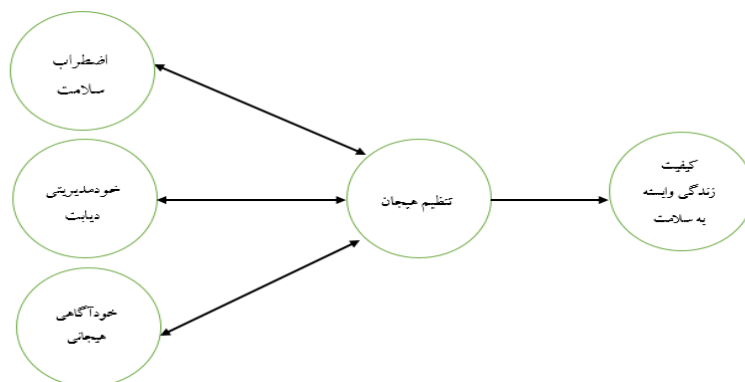 اضطراب
سلامت
خودمدیریتی
دیابت
خودآگاهی
هیجانی
تنظیم هیجان
کیفیت
زندگی وابسته
به سلامت